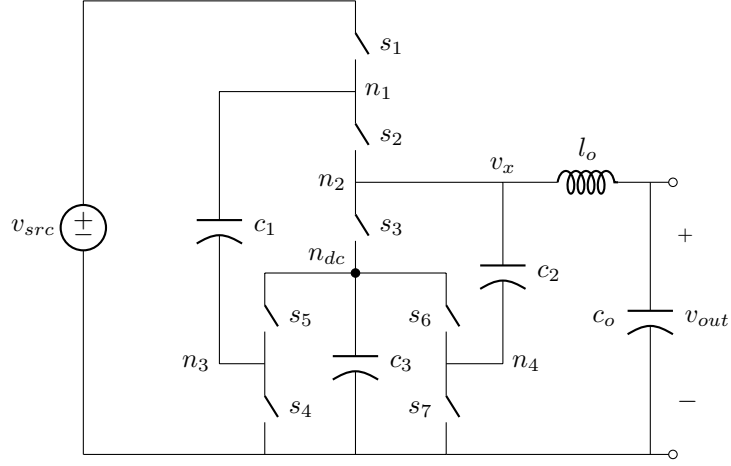 s1
n1
s2
lo
vx
n2
vsrc
+
−
c1
s3
+
ndc
c2
s5
s6
co
vout
n3
c3
n4
s4
s7
−